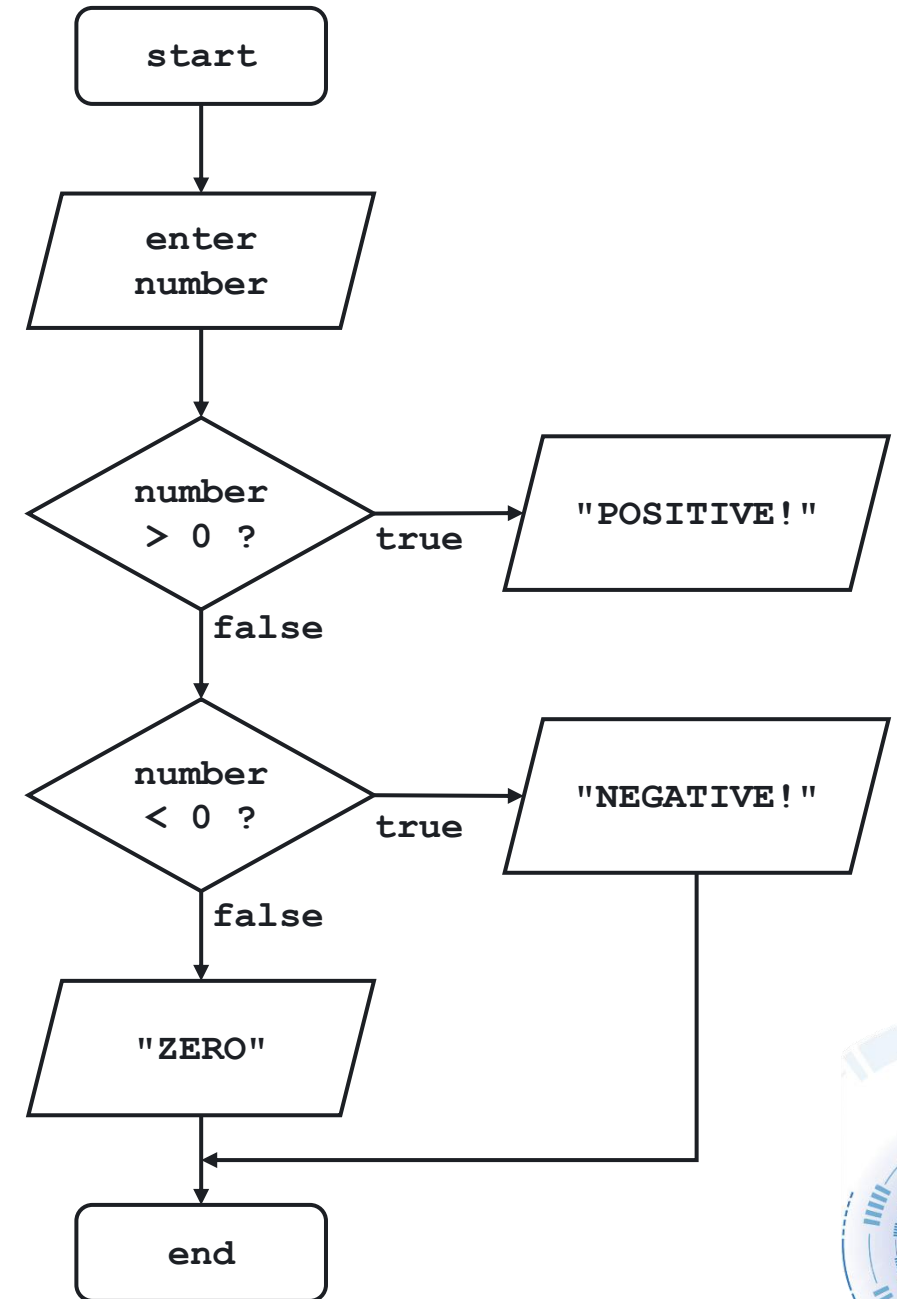 start
enter
number
number
> 0 ?
true
"POSITIVE!"
false
number
< 0 ?
true
"NEGATIVE!"
false
"ZERO"
end